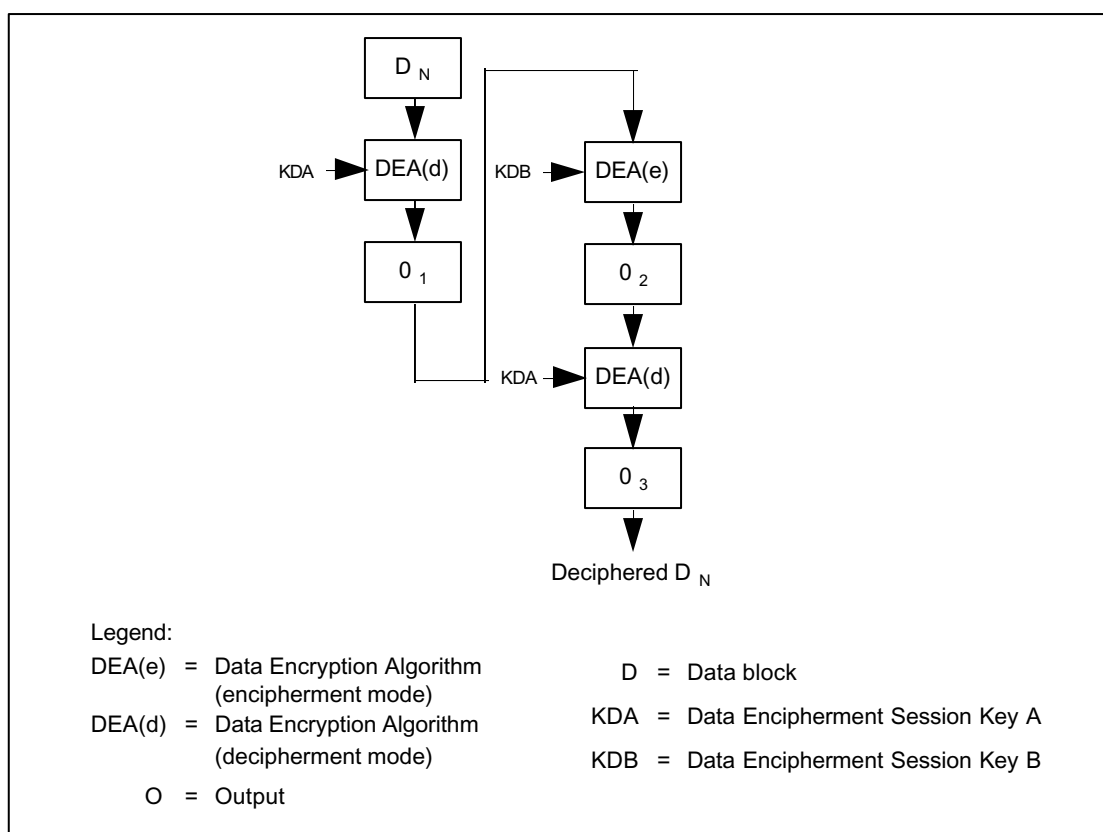 D N
KDA DEA(d)
0 1
KDB DEA(e)
0 2
KDA DEA(d)
0 3
Deciphered D N
Legend:
DEA(e) = Data Encryption Algorithm
(encipherment mode)
DEA(d) = Data Encryption Algorithm
(decipherment mode)
O = Output
D = Data block
KDA = Data Encipherment Session Key A
KDB = Data Encipherment Session Key B